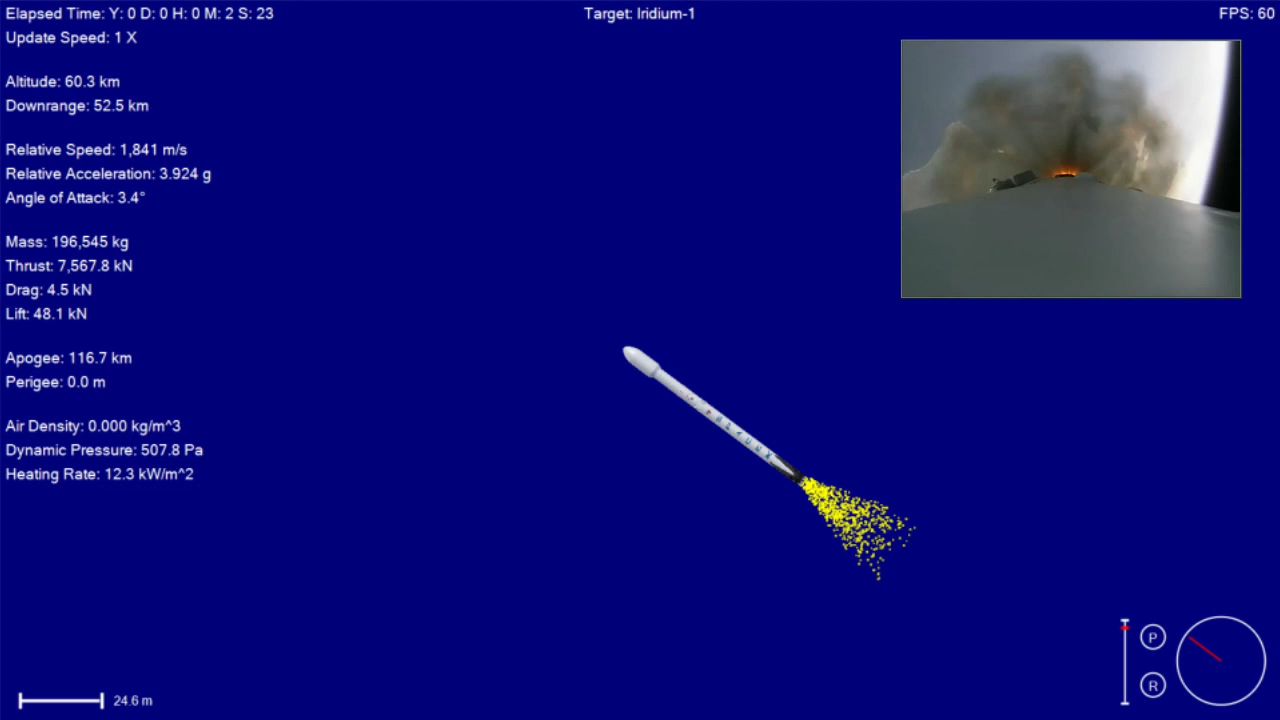 Elapsed Time: Y: 0 D: 0 H: 0 M: 2 S: 23
Target: Iridium-1
FPS: 60
Update Speed: 1 X
Altitude: 60.3 km
Downrange: 52.5 km
Relative Speed: 1,841 m/s
Relative Acceleration: 3.924 g
Angle of Attack: 3.4°
Mass: 196,545 kg
Thrust: 7,567.8 kN
Drag: 4.5 kN
Lift: 48.1 kN
Apogee: 116.7 km
Perigee: 0.0 m
Air Density: 0.000 kg/m^3
Dynamic Pressure: 507.8 Pa
Heating Rate: 12.3 kW/m^2
P
R
24.6 m